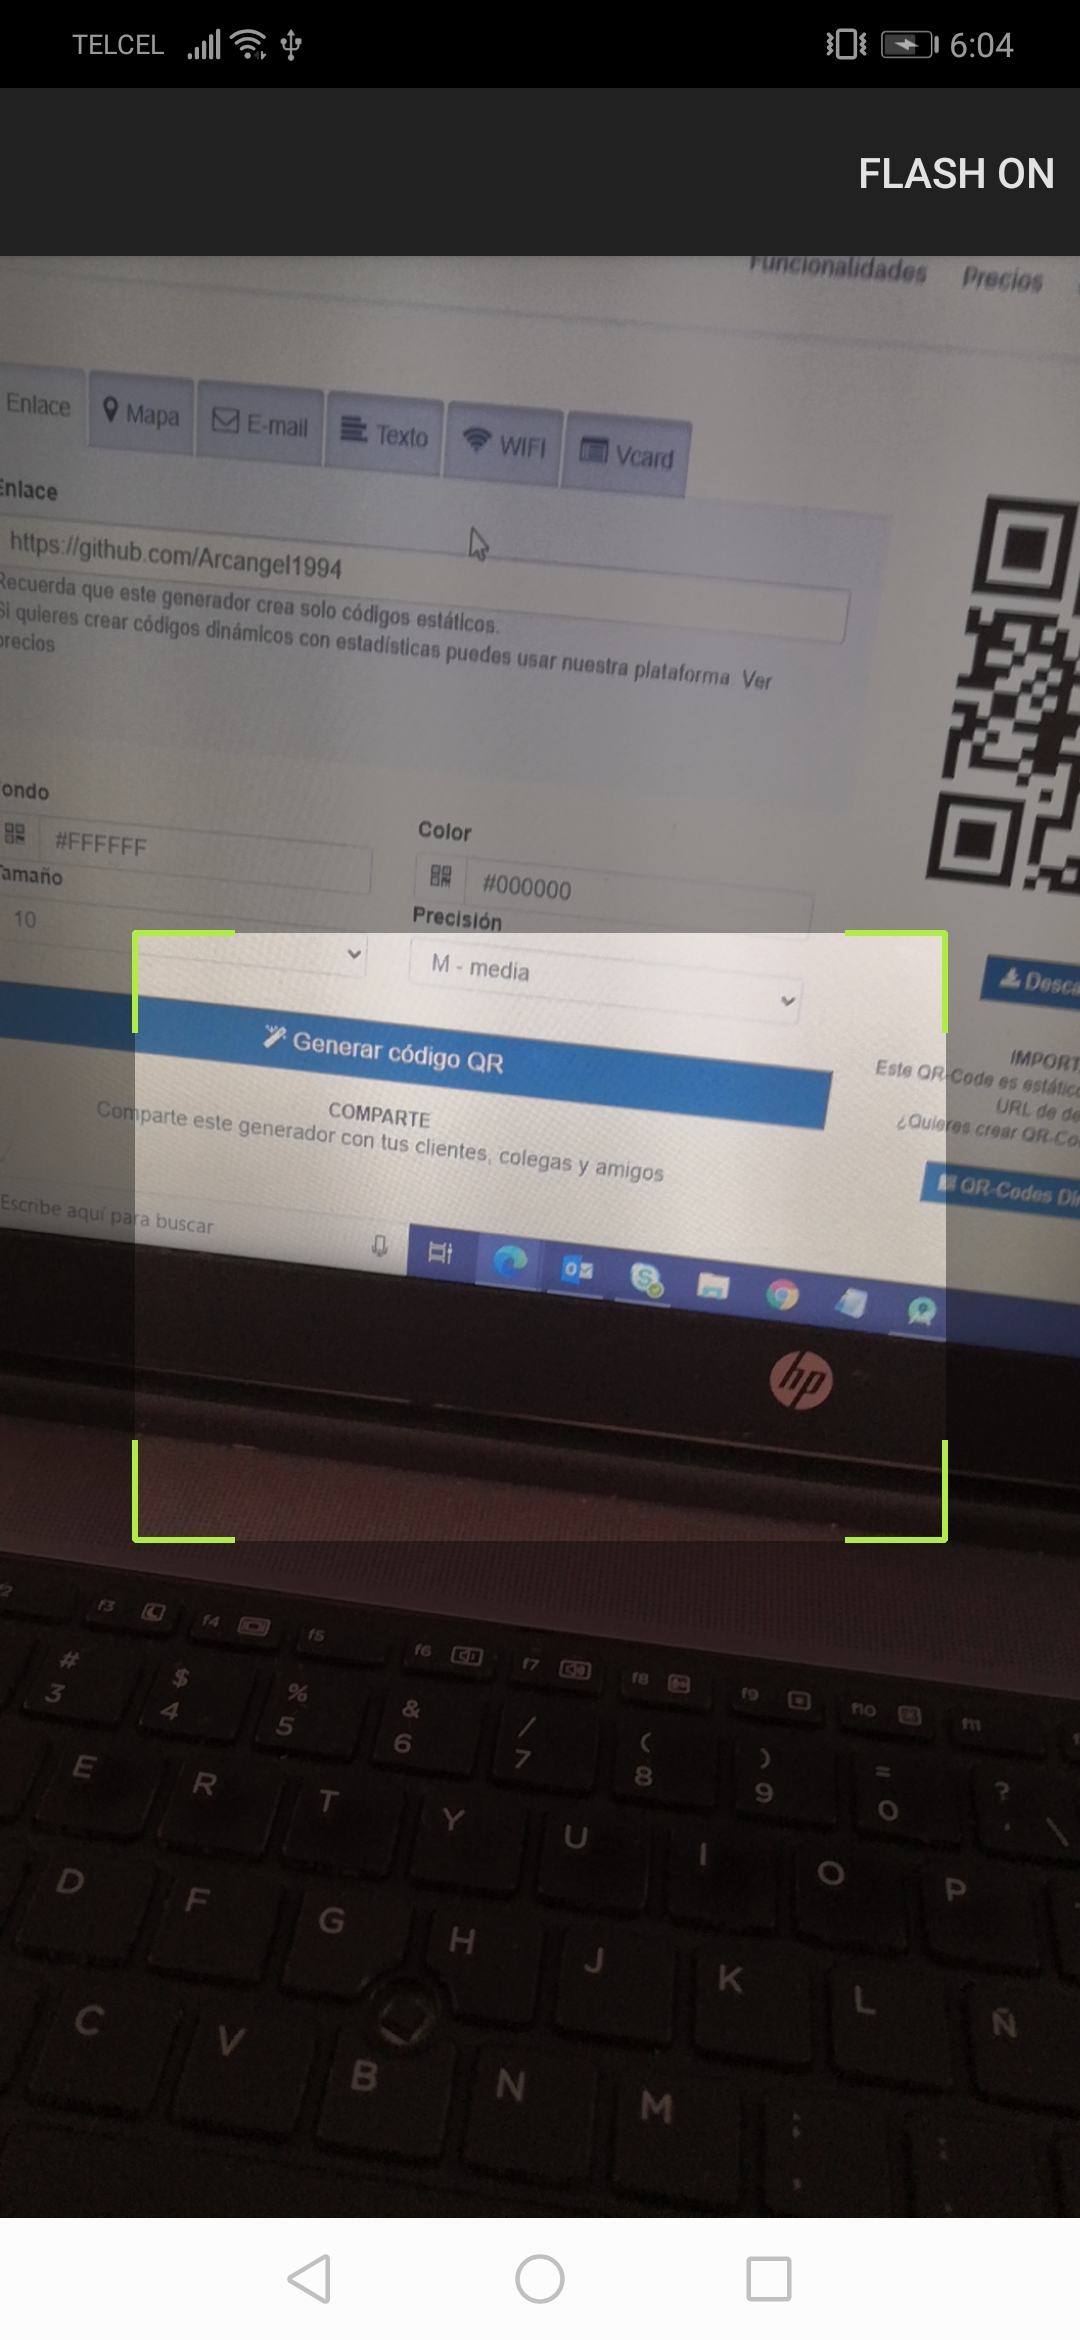 TELCEL 6:04
FLASH ON
Funcionalidades Precios
Enlace Mapa E-mail Texto WIFI Vcard
Enlace
https://github.com/Arcangel1994
Recuerda que este generador crea solo códigos estáticos.
Si quieres crear códigos dinámicos con estadísticas puedes usar nuestra plataforma. Ver
precios
ondo
#FFFFFF
Color
#000000
Tamaño
10
Precisión
M - media
Desca
Generar código QR
IMPORT
Este QR-Code es estátic
URL de de
¿Quieres crear QR-Co
QR-Codes Di
COMPARTE
Comparte este generador con tus clientes, colegas y amigos
Escribe aquí para buscar
hp
f2 f3 f4 f5 f6 f7 f8 f9 f10 f11
# $ % & / ( ) = ?
3 4 5 6 7 8 9 0 ' \
E R T Y U I O P
D F G H J K L Ñ
C V B N M ; :
, .